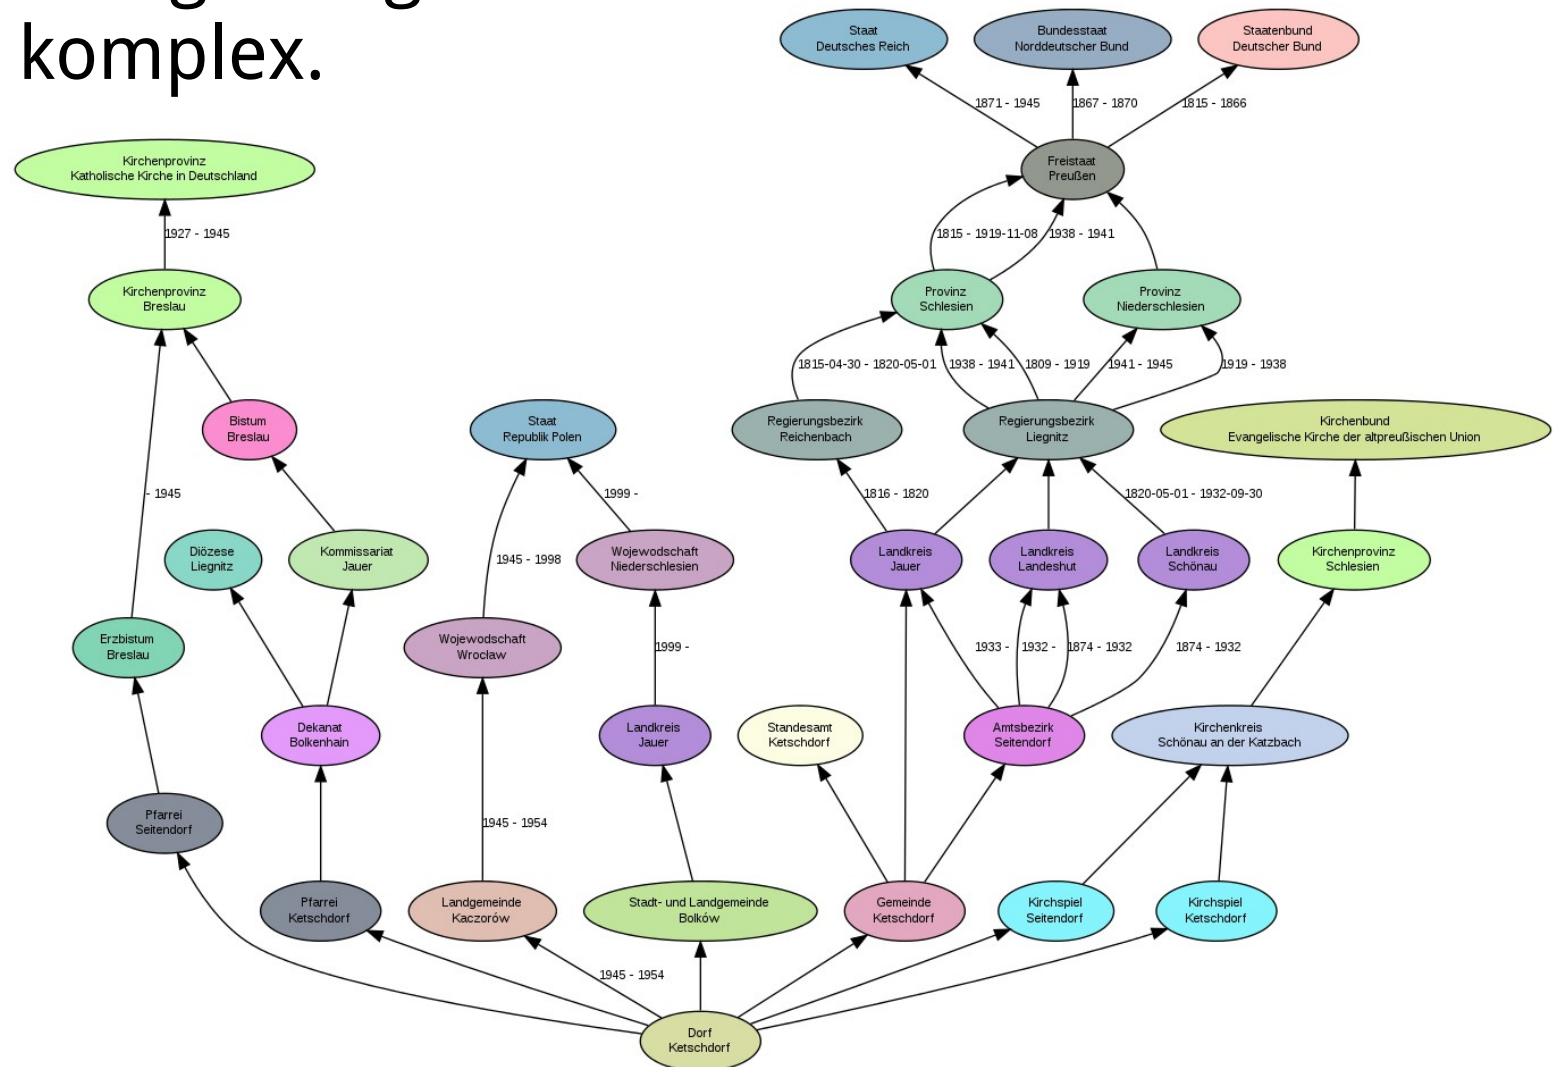 komplex.
Staat
Deutsches Reich
Bundesstaat
Norddeutscher Bund
Staatenbund
Deutscher Bund
1871 - 1945
1867 - 1870
1815 - 1866
Kirchenprovinz
Katholische Kirche in Deutschland
Freistaat
Preußen
1927 - 1945
1815 - 1919-11-08
1938 - 1941
Kirchenprovinz
Breslau
Provinz
Schlesien
Provinz
Niederschlesien
1815-04-30 - 1820-05-01
1938 - 1941
1809 - 1919
1941 - 1945
1919 - 1938
Bistum
Breslau
Staat
Republik Polen
Regierungsbezirk
Reichenbach
Regierungsbezirk
Liegnitz
Kirchenbund
Evangelische Kirche der altpreußischen Union
- 1945
1999 -
1816 - 1820
1820-05-01 - 1932-09-30
Diözese
Liegnitz
Kommissariat
Jauer
1945 - 1998
Wojewodschaft
Niederschlesien
Landkreis
Jauer
Landkreis
Landeshut
Landkreis
Schönau
Kirchenprovinz
Schlesien
Erzbistum
Breslau
Wojewodschaft
Wrocław
1999 -
1933 -
1932 -
1874 - 1932
1874 - 1932
Dekanat
Bolkenhain
Landkreis
Jauer
Standesamt
Ketschdorf
Amtsbezirk
Seitendorf
Kirchenkreis
Schönau an der Katzbach
Pfarrei
Seitendorf
1945 - 1954
Pfarrei
Ketschdorf
Landgemeinde
Kaczorów
Stadt- und Landgemeinde
Bolków
Gemeinde
Ketschdorf
Kirchspiel
Seitendorf
Kirchspiel
Ketschdorf
1945 - 1954
Dorf
Ketschdorf